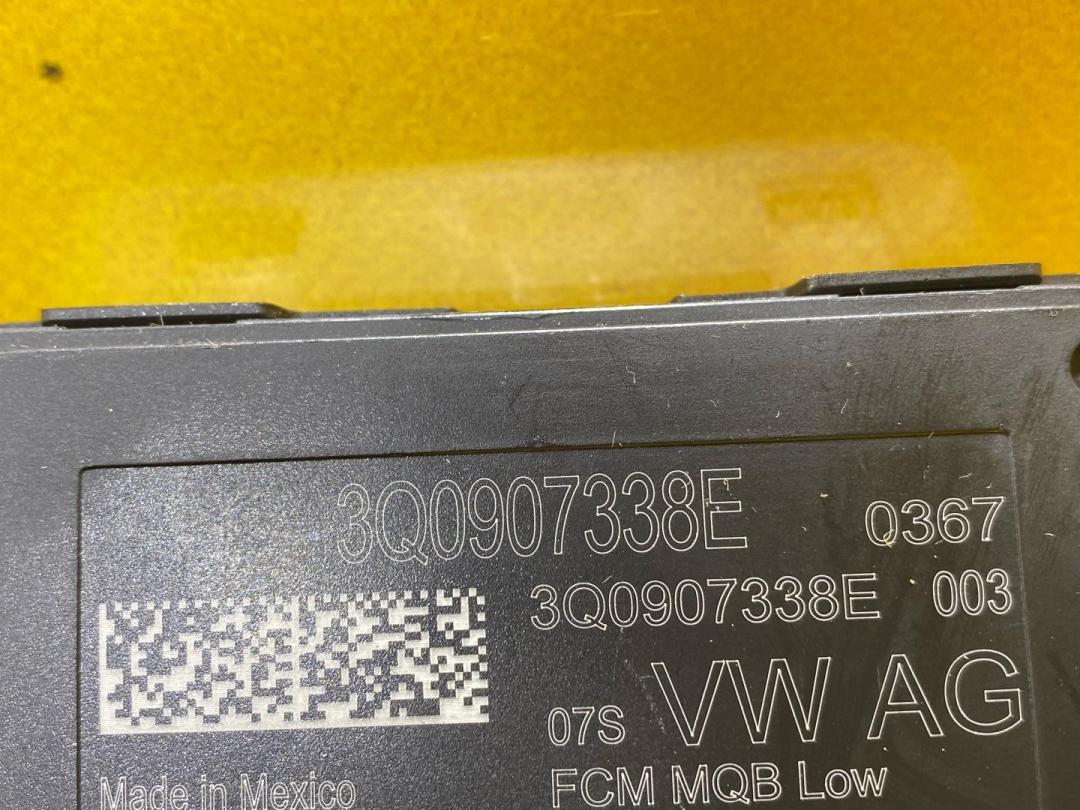 3Q0907338E 0367
3Q0907338E 003
07S VW AG
Made in Mexico FCM MQB Low